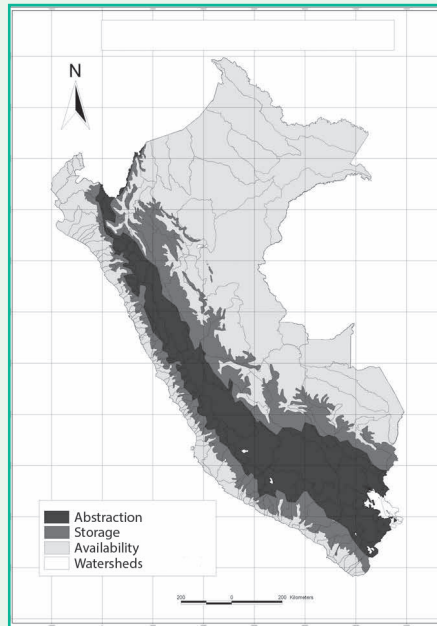 N
Abstraction
Storage
Availability
Watersheds
200 0 200 Kilometers